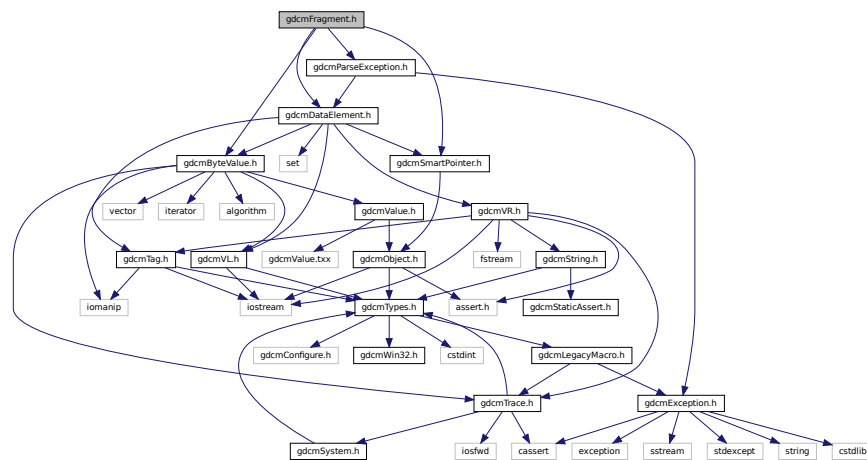 gdcmFragment.h
gdcmParseException.h
gdcmDataElement.h
gdcmByteValue.h
set
gdcmSmartPointer.h
vector
iterator
algorithm
gdcmValue.h
gdcmVR.h
gdcmTag.h
gdcmVL.h
gdcmValue.txx
gdcmObject.h
fstream
gdcmString.h
iomanip
iostream
gdcmTypes.h
assert.h
gdcmStaticAssert.h
gdcmConfigure.h
gdcmWin32.h
cstdint
gdcmLegacyMacro.h
gdcmTrace.h
gdcmException.h
gdcmSystem.h
iosfwd
cassert
exception
sstream
stdexcept
string
cstdlib